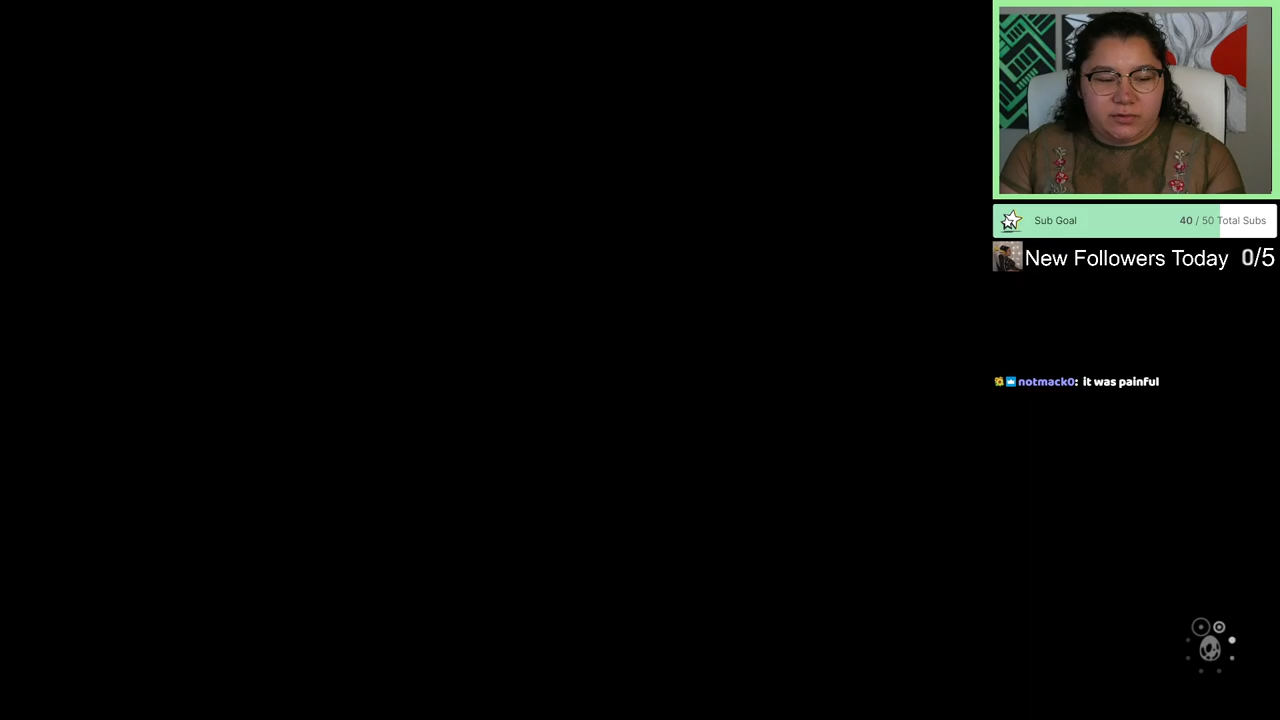 Sub Goal 40 / 50 Total Subs
New Followers Today 0/5
notmack0: it was painful